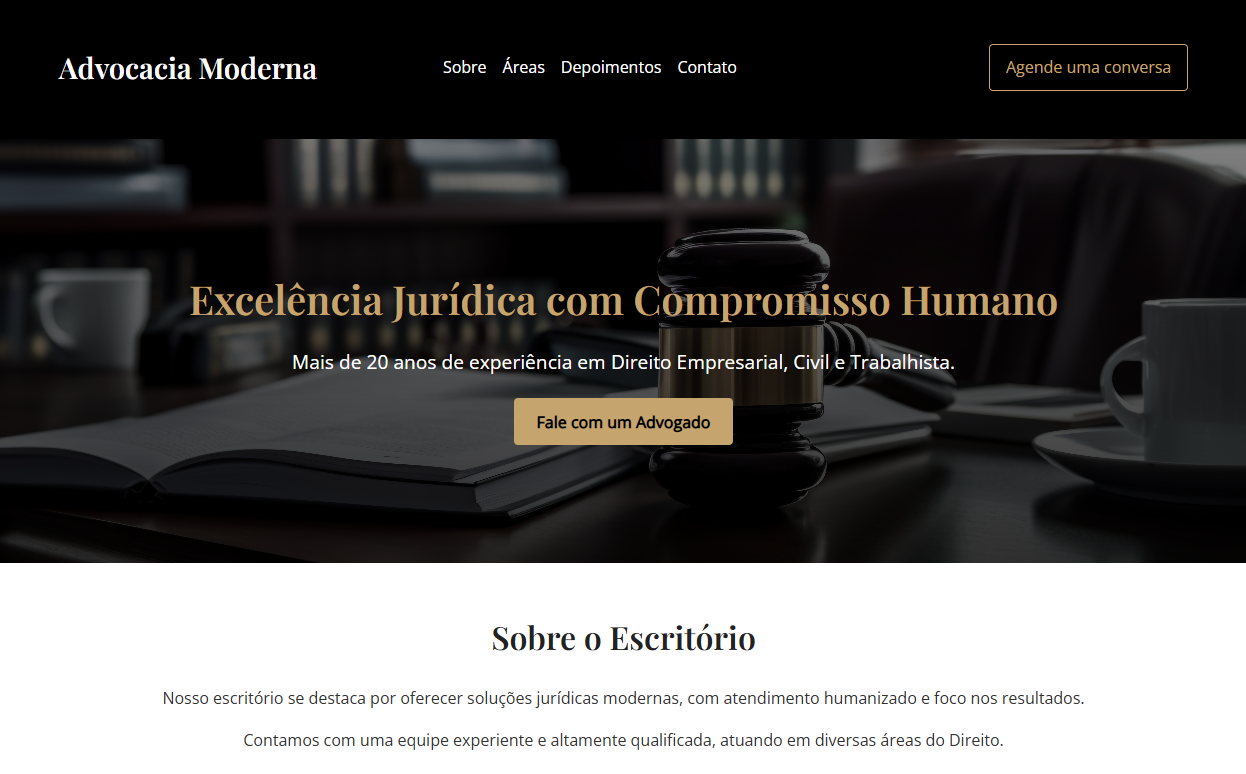 Advocacia Moderna
Sobre Áreas Depoimentos Contato
Agende uma conversa
Excelência Jurídica com Compromisso Humano
Mais de 20 anos de experiência em Direito Empresarial, Civil e Trabalhista.
Fale com um Advogado
Sobre o Escritório
Nosso escritório se destaca por oferecer soluções jurídicas modernas, com atendimento humanizado e foco nos resultados.
Contamos com uma equipe experiente e altamente qualificada, atuando em diversas áreas do Direito.